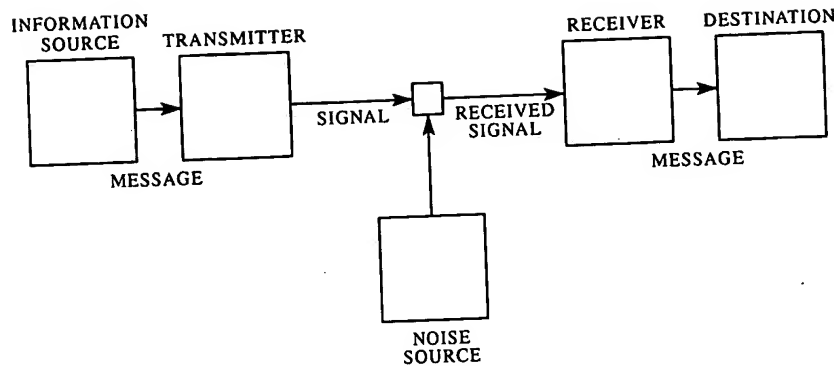 INFORMATION
SOURCE
TRANSMITTER
RECEIVER
DESTINATION
SIGNAL
RECEIVED
SIGNAL
MESSAGE
MESSAGE
NOISE
SOURCE